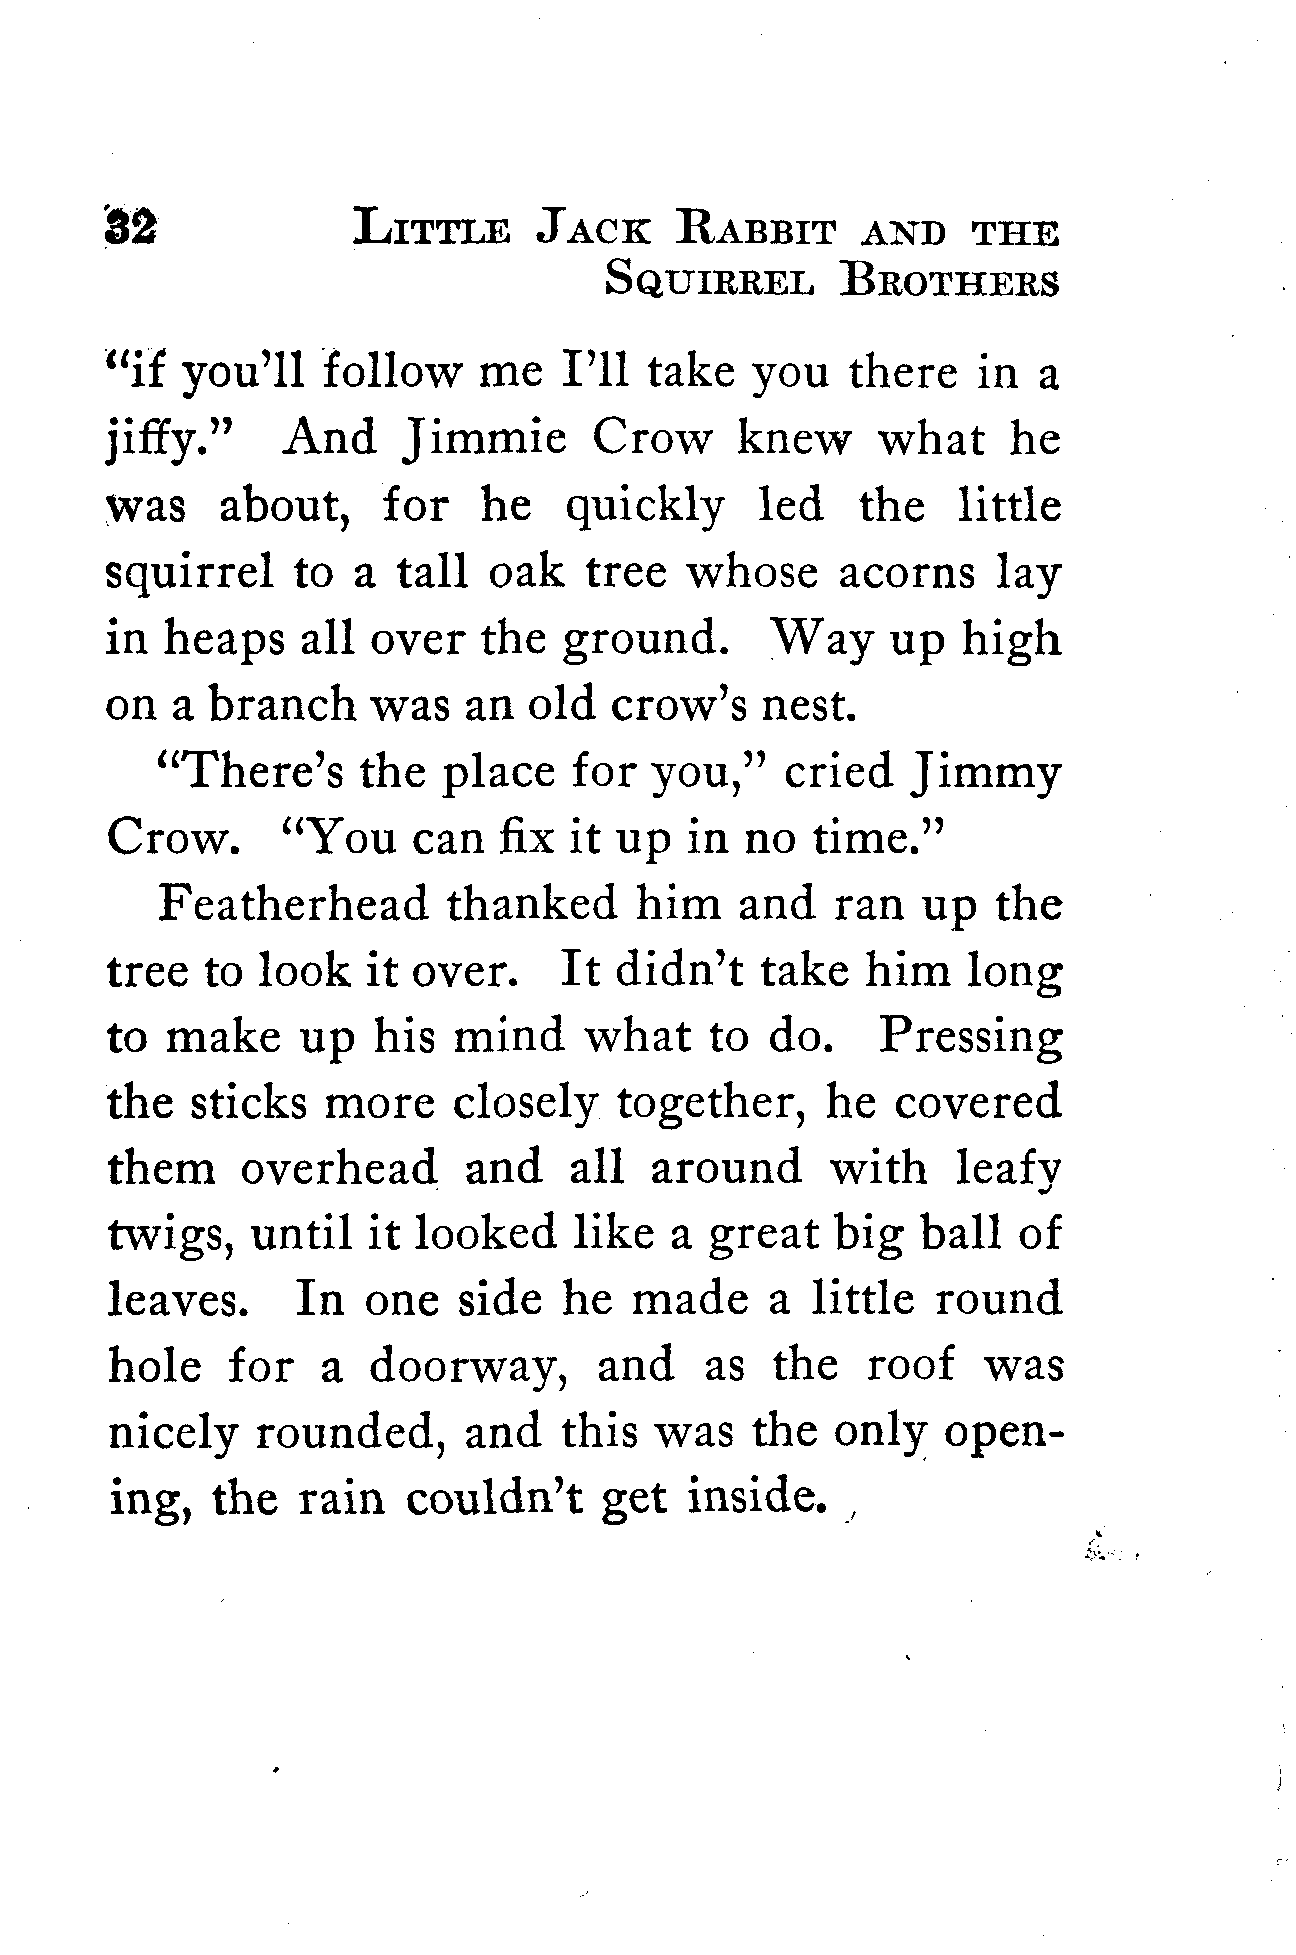 32 LITTLE JACK RABBIT AND THE
SQUIRREL BROTHERS
"if you'll follow me I'll take you there in a
jiffy." And Jimmie Crow knew what he
was about, for he quickly led the little
squirrel to a tall oak tree whose acorns lay
in heaps all over the ground. Way up high
on a branch was an old crow's nest.
"There's the place for you," cried Jimmy
Crow. "You can fix it up in no time."
Featherhead thanked him and ran up the
tree to look it over. It didn't take him long
to make up his mind what to do. Pressing
the sticks more closely together, he covered
them overhead and all around with leafy
twigs, until it looked like a great big ball of
leaves. In one side he made a little round
hole for a doorway, and as the roof was
nicely rounded, and this was the only open-
ing, the rain couldn't get inside.